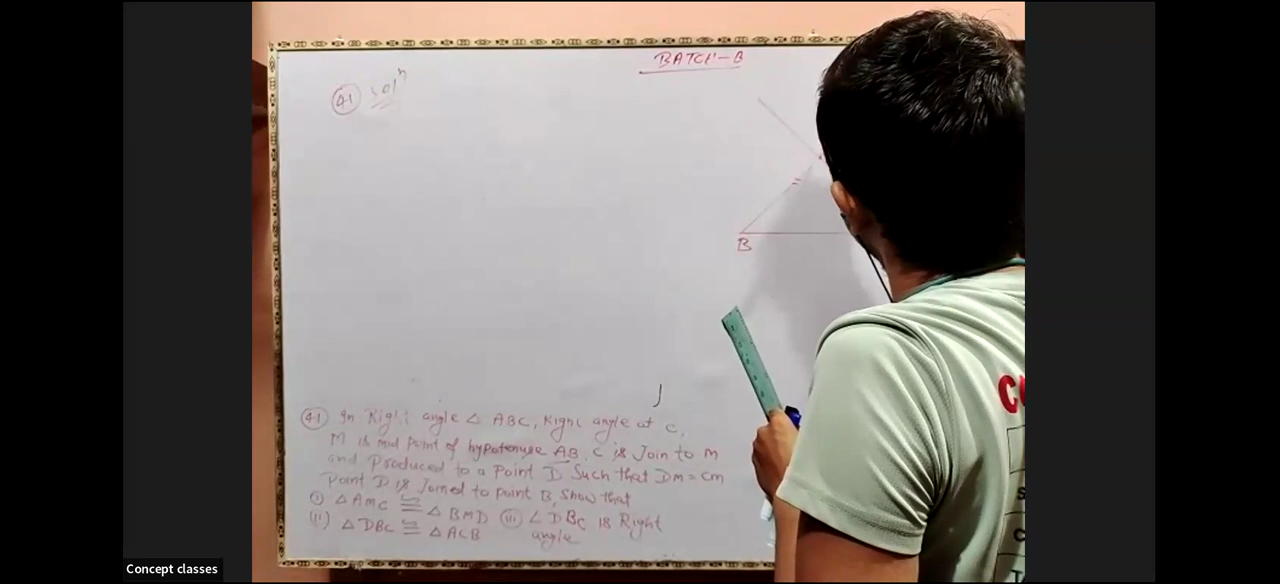 BATCH-B
Q.1 Solⁿ
B
Q.1 In Right angle △ ABC, Right angle at C,
M is mid point of hypotenuse AB. C is Join to M
and Produced to a Point D Such that DM = CM
Point D is Joined to point B, Show that
(i) △AMC ≅ △BMD (iii) ∠DBC is Right
(ii) △DBC ≅ △ACB angle
Concept classes